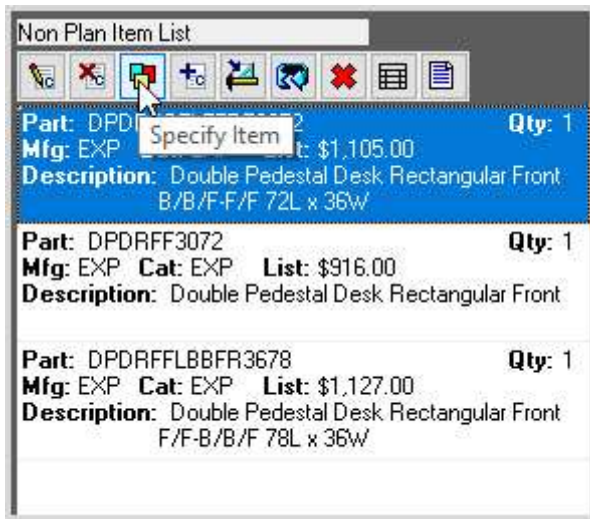 Non Plan Item List
Part: Qty: 1
Specify Item
Mfg: EXP $1,105.00
Description: Double Pedestal Desk Rectangular Front
B/B/F-F/F 72L x 36W
Part: DPDRFF3072 Qty: 1
Mfg: EXP Cat: EXP List: $916.00
Description: Double Pedestal Desk Rectangular Front
Part: DPDRFFLBBFR3678 Qty: 1
Mfg: EXP Cat: EXP List: $1,127.00
Description: Double Pedestal Desk Rectangular Front
F/F-B/B/F 78L x 36W